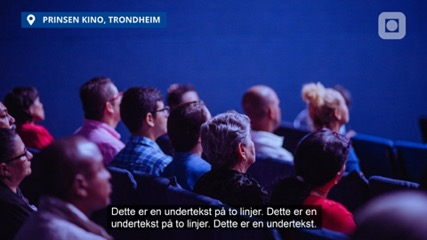 PRINSEN KINO, TRONDHEIM
Dette er en undertekst på to linjer. Dette er en
undertekst på to linjer. Dette er en undertekst.